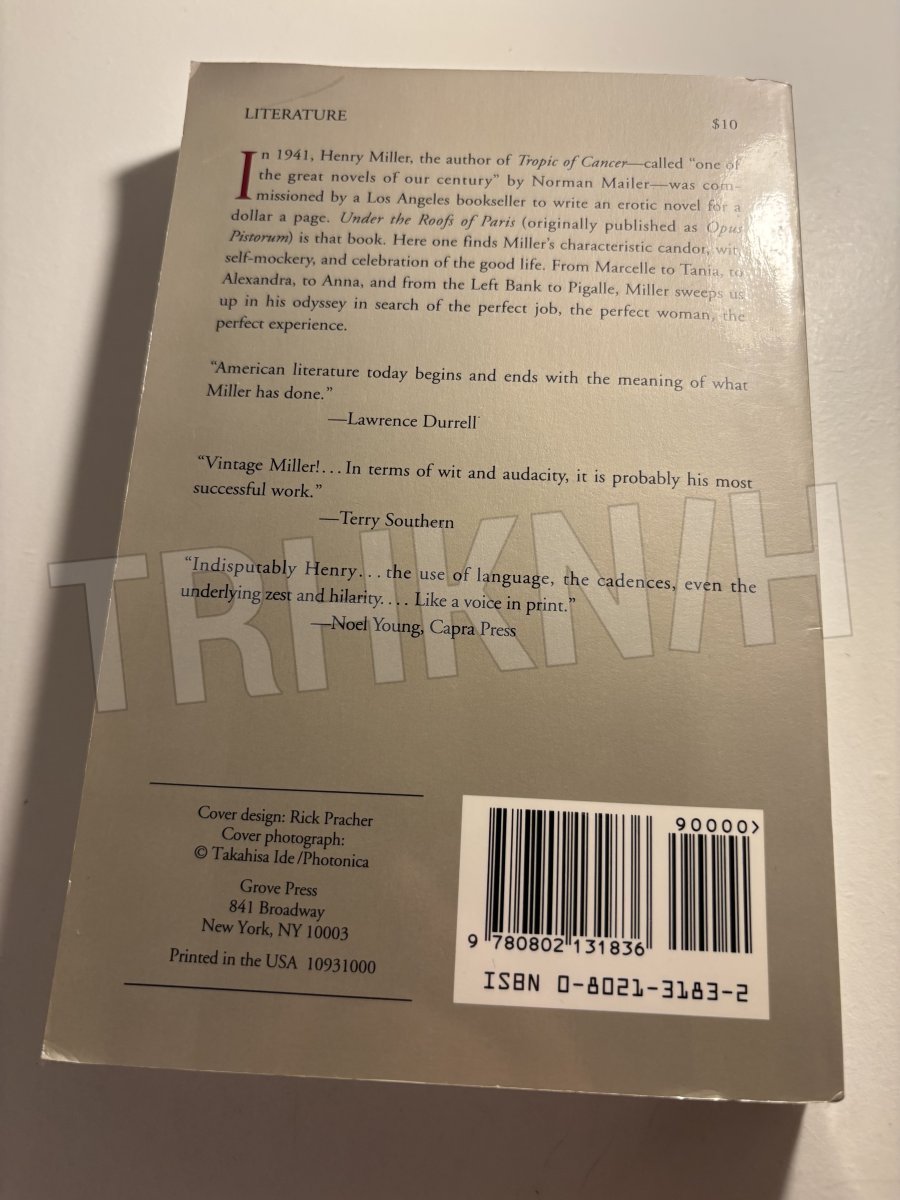 LITERATURE
$10
In 1941, Henry Miller, the author of Tropic of Cancer—called “one of
the great novels of our century” by Norman Mailer—was com-
missioned by a Los Angeles bookseller to write an erotic novel for a
dollar a page. Under the Roofs of Paris (originally published as Opus
Pistorum) is that book. Here one finds Miller’s characteristic candor, wit,
self-mockery, and celebration of the good life. From Marcelle to Tania, to
Alexandra, to Anna, and from the Left Bank to Pigalle, Miller sweeps us
up in his odyssey in search of the perfect job, the perfect woman, the
perfect experience.
“American literature today begins and ends with the meaning of what
Miller has done.”
—Lawrence Durrell
“Vintage Miller!...In terms of wit and audacity, it is probably his most
successful work.”
—Terry Southern
“Indisputably Henry...the use of language, the cadences, even the
underlying zest and hilarity.... Like a voice in print.”
—Noel Young, Capra Press
TRHKN/H
Cover design: Rick Pracher
Cover photograph:
© Takahisa Ide/Photonica
Grove Press
841 Broadway
New York, NY 10003
Printed in the USA 10931000
90000>
9 780802 131836
ISBN 0-8021-3183-2